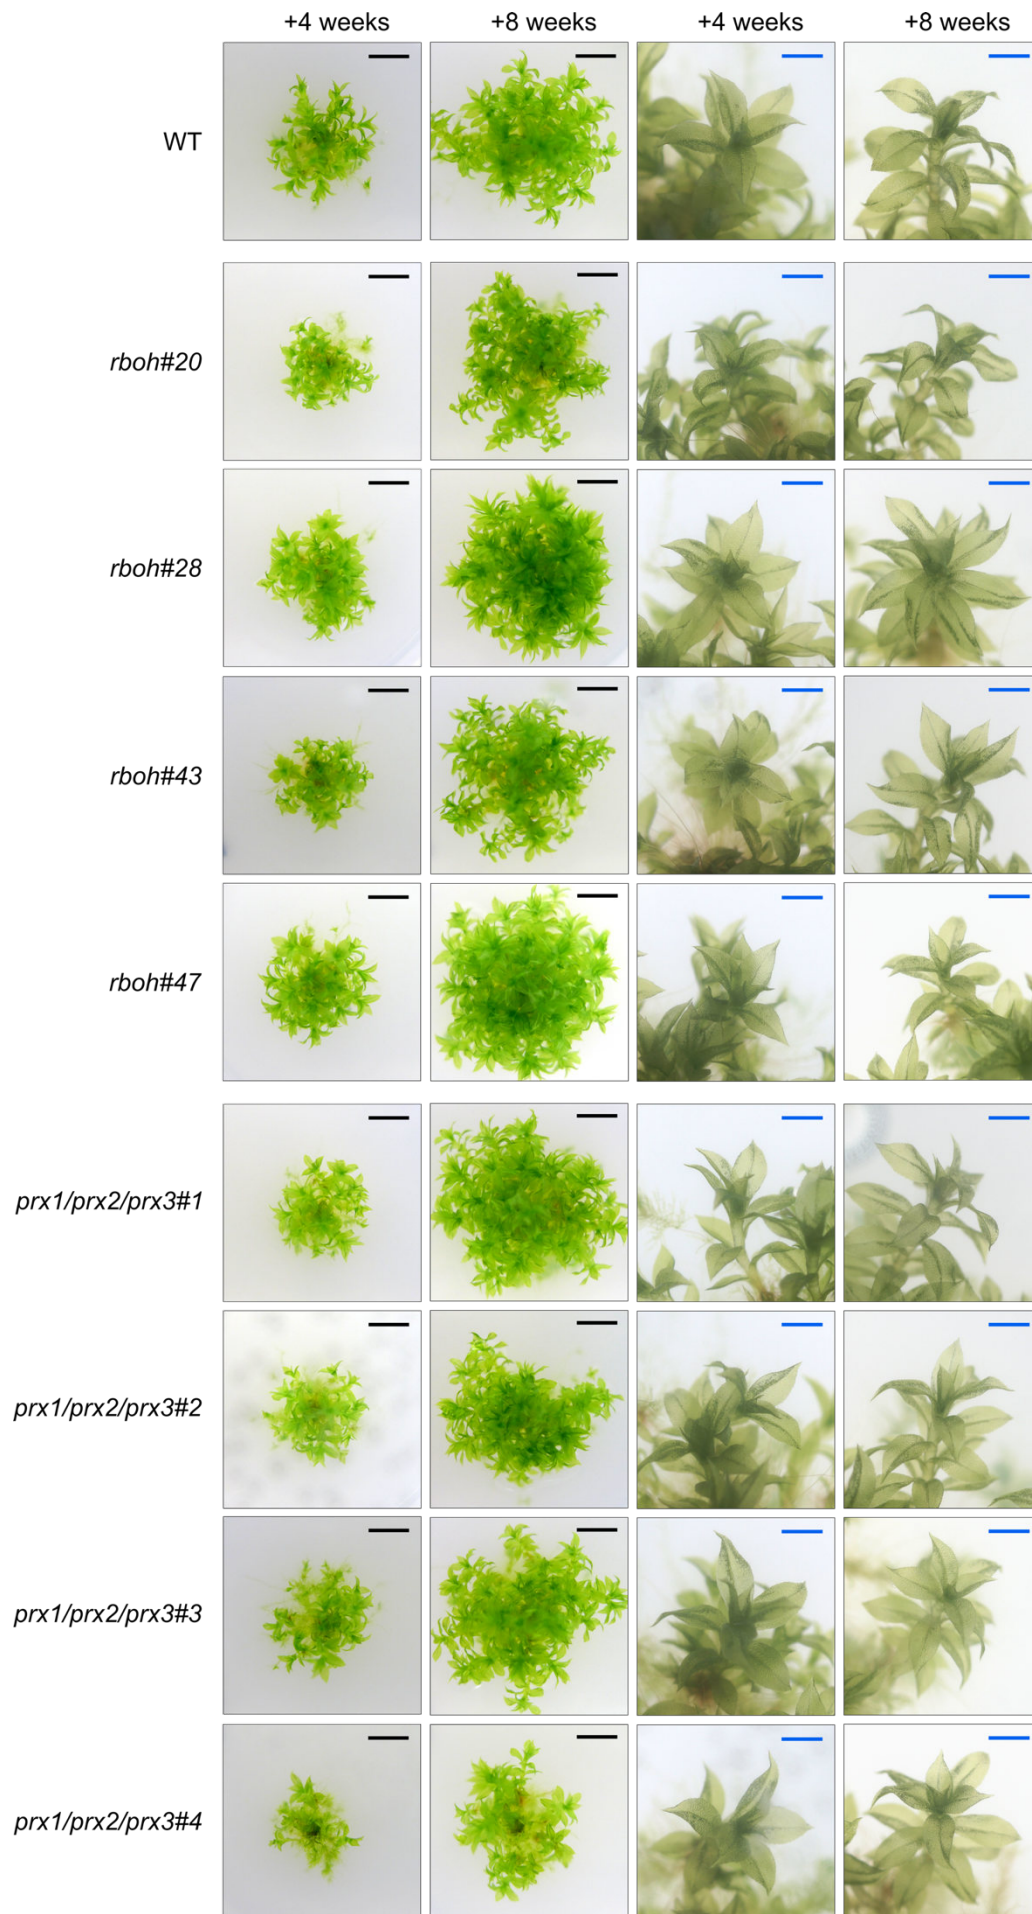 +4 weeks +8 weeks +4 weeks +8 weeks
WT
rboh#20
rboh#28
rboh#43
rboh#47
prx1/prx2/prx3#1
prx1/prx2/prx3#2
prx1/prx2/prx3#3
prx1/prx2/prx3#4